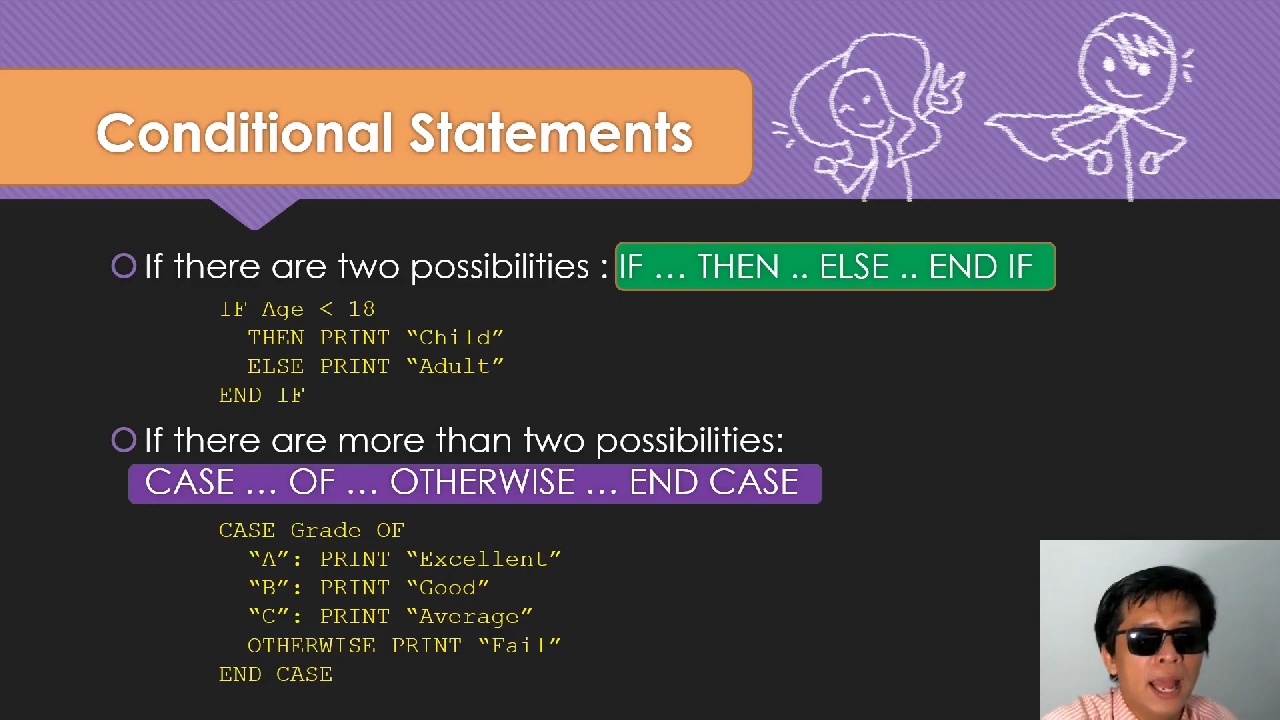 Conditional Statements
If there are two possibilities : IF … THEN .. ELSE .. END IF
IF Age < 18
THEN PRINT “Child”
ELSE PRINT “Adult”
END IF
If there are more than two possibilities:
CASE … OF … OTHERWISE … END CASE
CASE Grade OF
“A”: PRINT “Excellent”
“B”: PRINT “Good”
“C”: PRINT “Average”
OTHERWISE PRINT “Fail”
END CASE